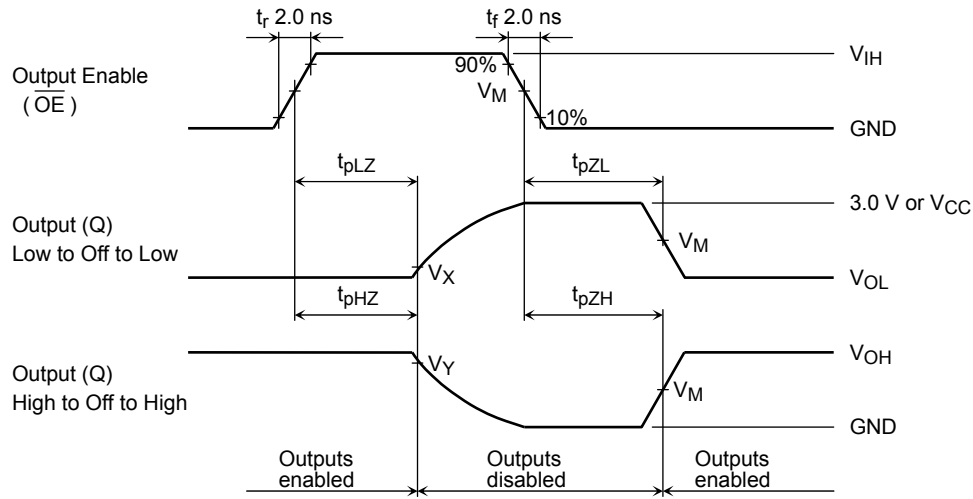 tr 2.0 ns
tf 2.0 ns
Output Enable
( OE )
90%
VM
10%
VIH
GND
tpLZ
tpZL
3.0 V or VCC
Output (Q)
Low to Off to Low
VX
VM
VOL
tpHZ
tpZH
VOH
Output (Q)
High to Off to High
VY
VM
GND
Outputs
enabled
Outputs
disabled
Outputs
enabled